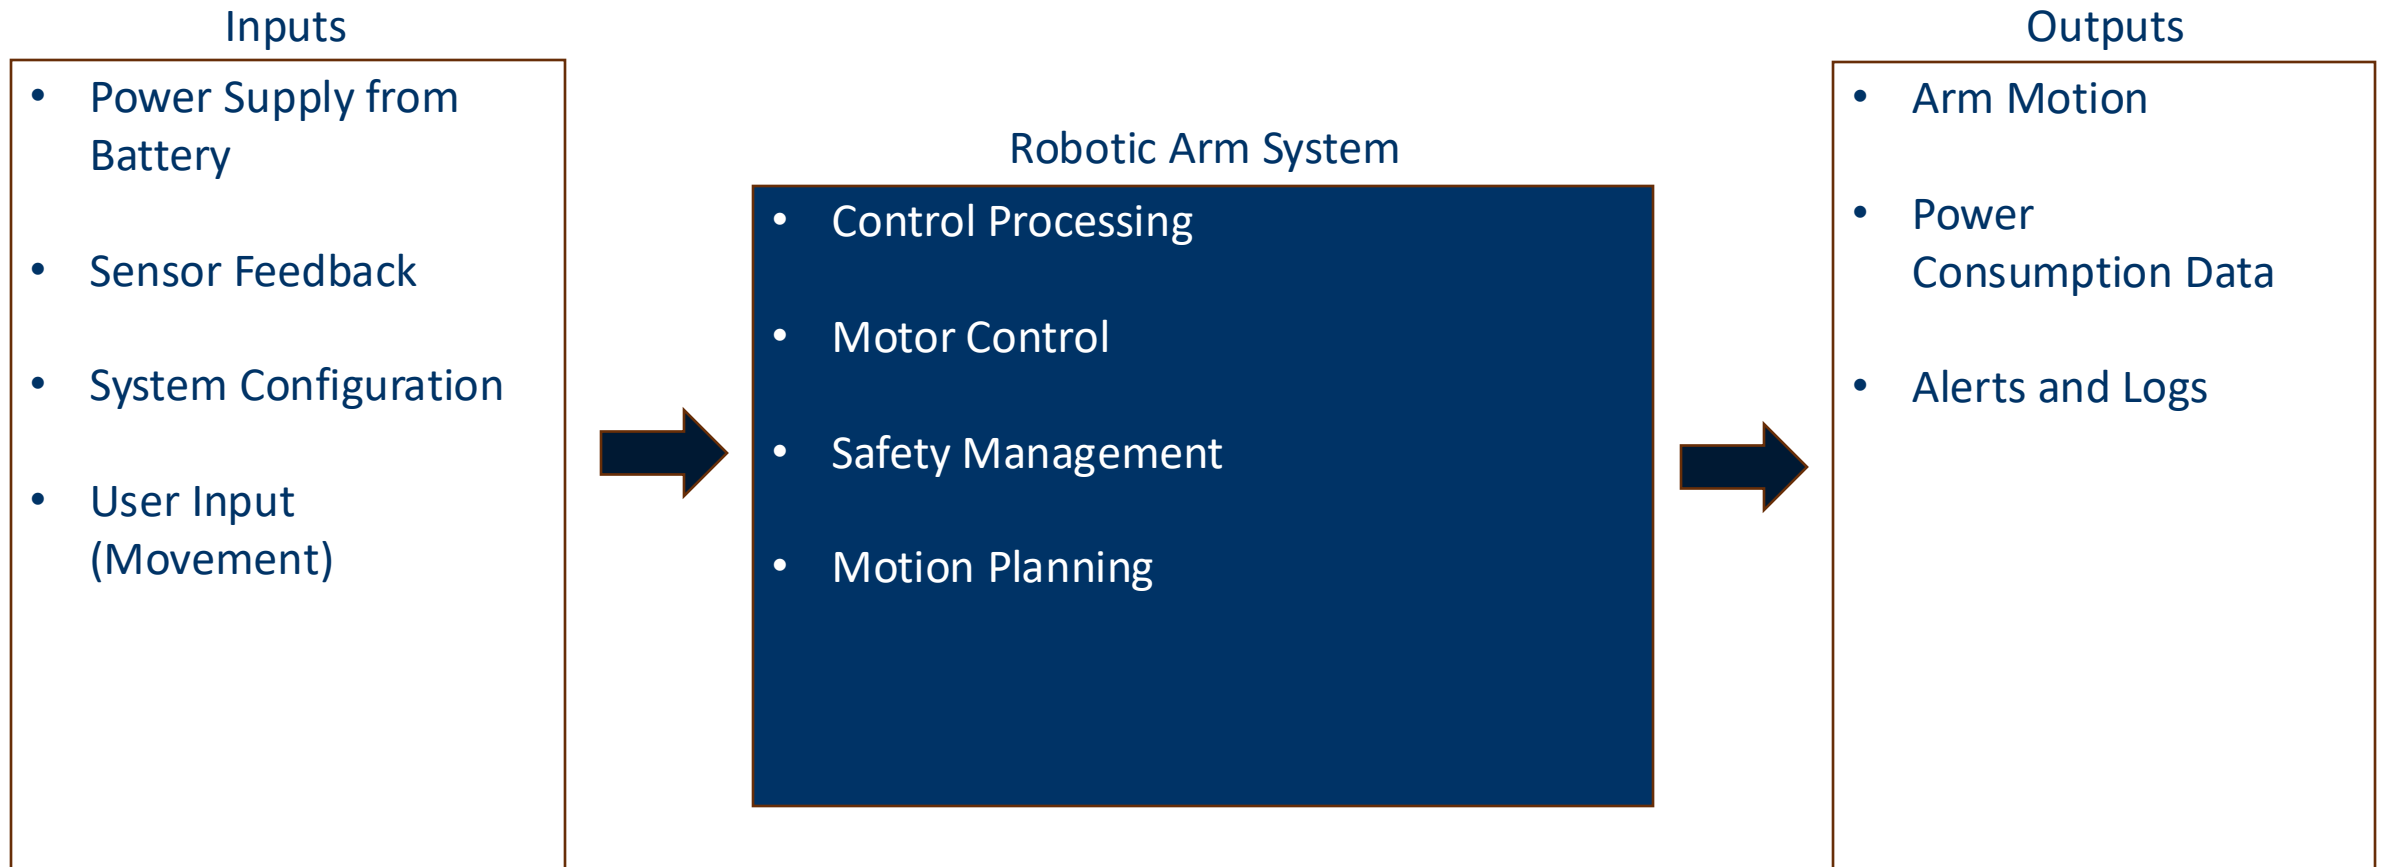 Inputs
• Power Supply from
Battery
• Sensor Feedback
• System Configuration
• User Input
(Movement)
Robotic Arm System
• Control Processing
• Motor Control
• Safety Management
• Motion Planning
Outputs
• Arm Motion
• Power
Consumption Data
• Alerts and Logs